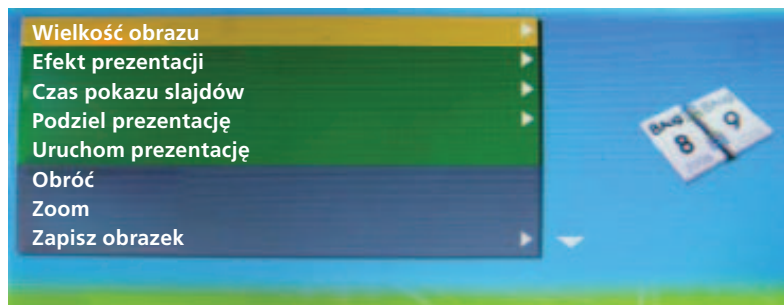 Wielkość obrazu
Efekt prezentacji
Czas pokazu slajdów
Podziel prezentację
Uruchom prezentację
Obróć
Zoom
Zapisz obrazek
8
9